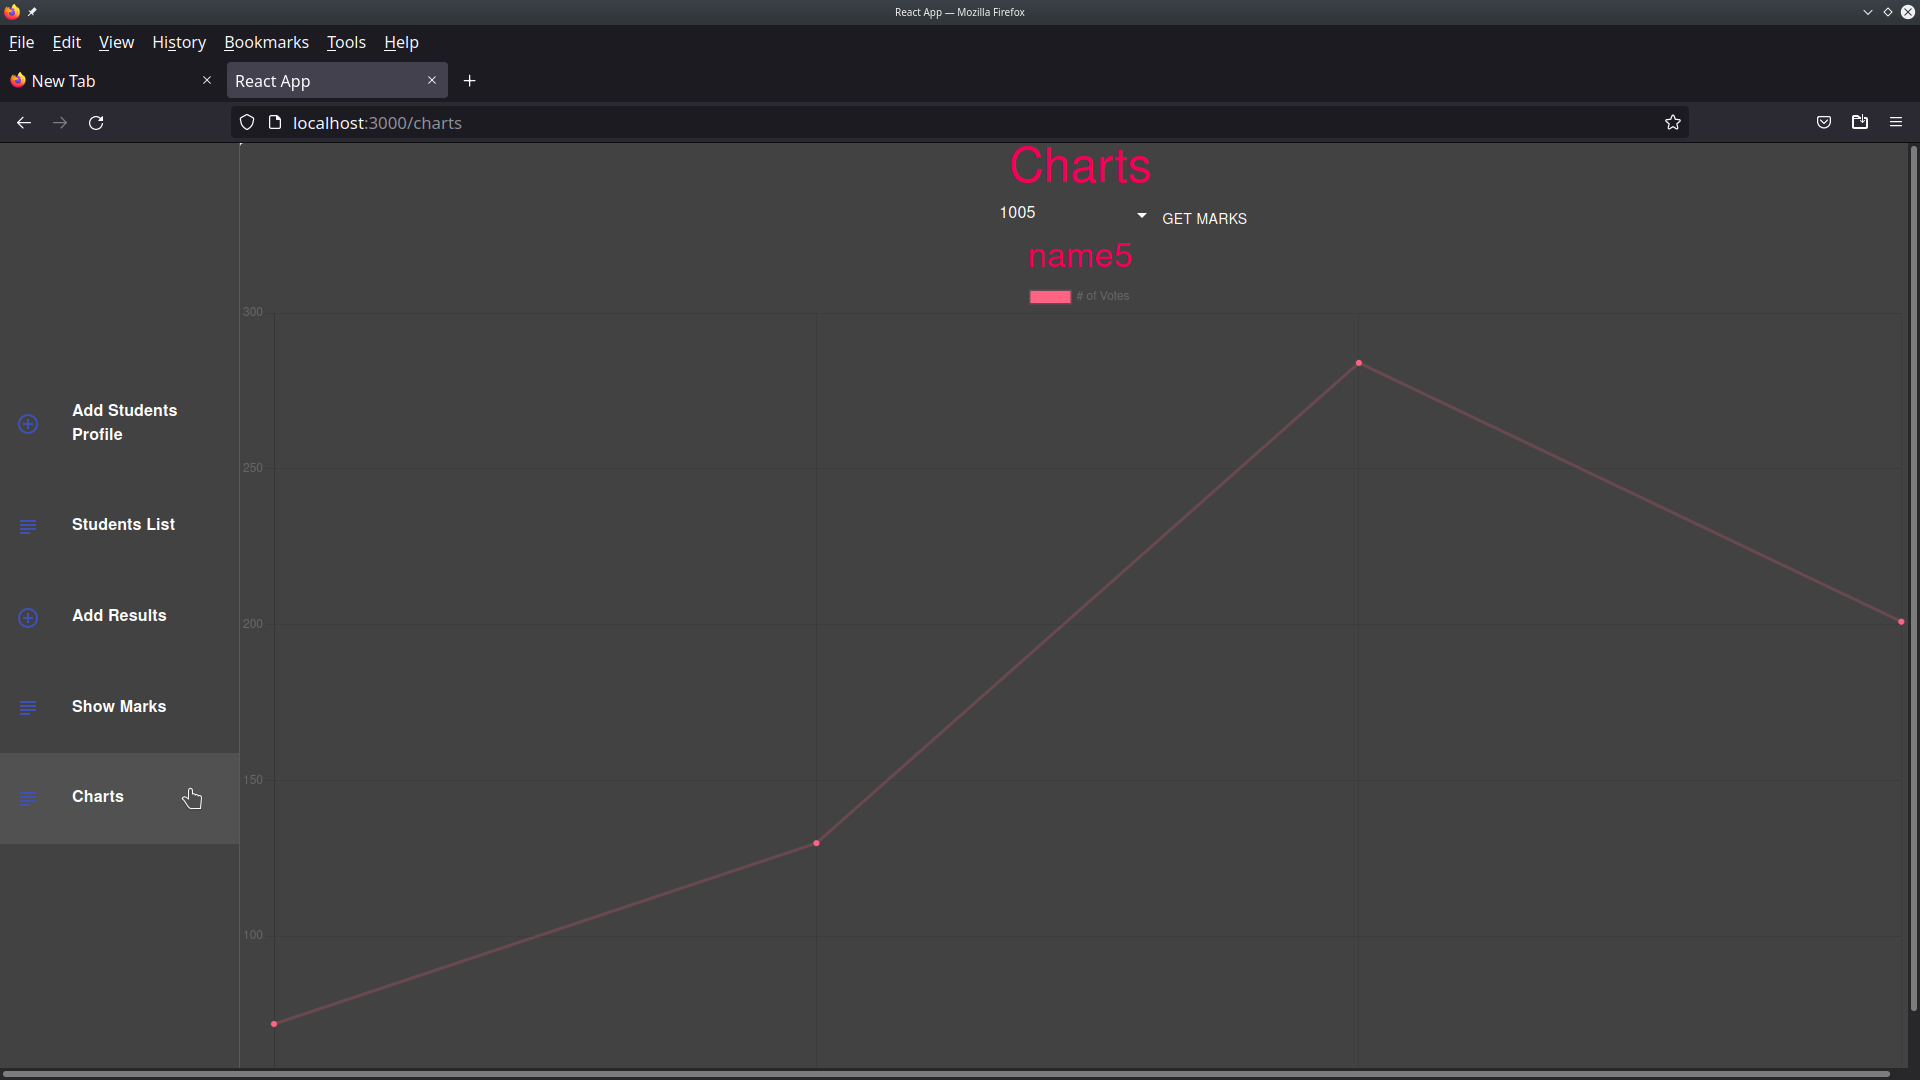 React App — Mozilla Firefox
File Edit View History Bookmarks Tools Help
New Tab
React App
localhost:3000/charts
Charts
1005
GET MARKS
name5
# of Votes
300
250
200
150
100
Add Students
Profile
Students List
Add Results
Show Marks
Charts